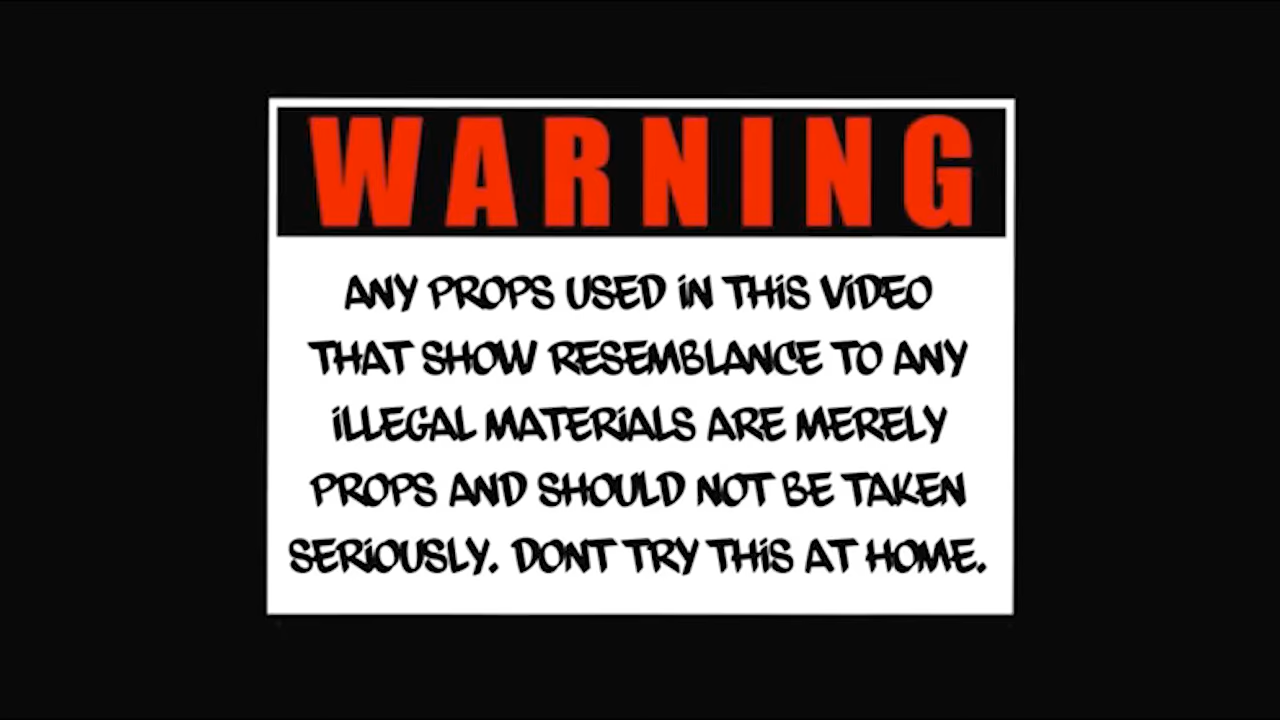 WARNING
ANY PROPS USED IN THIS VIDEO
THAT SHOW RESEMBLANCE TO ANY
ILLEGAL MATERIALS ARE MERELY
PROPS AND SHOULD NOT BE TAKEN
SERIOUSLY. DONT TRY THIS AT HOME.